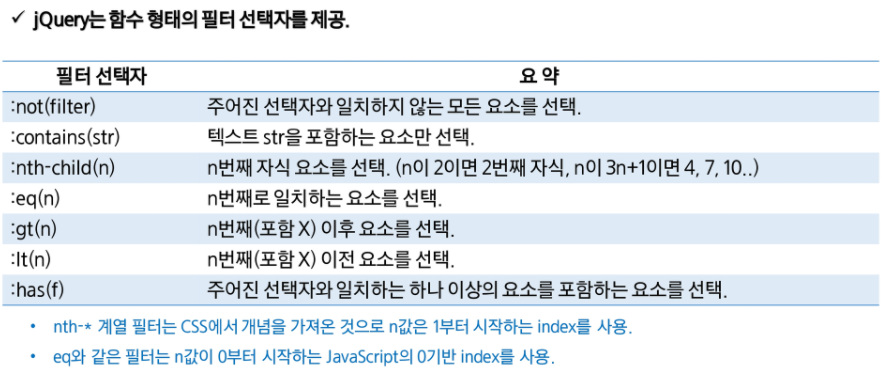 ✓ jQuery는 함수 형태의 필터 선택자를 제공.
필터 선택자 요 약
:not(filter) 주어진 선택자와 일치하지 않는 모든 요소를 선택.
:contains(str) 텍스트 str을 포함하는 요소만 선택.
:nth-child(n) n번째 자식 요소를 선택. (n이 2이면 2번째 자식, n이 3n+1이면 4, 7, 10..)
:eq(n) n번째로 일치하는 요소를 선택.
:gt(n) n번째(포함 X) 이후 요소를 선택.
:lt(n) n번째(포함 X) 이전 요소를 선택.
:has(f) 주어진 선택자와 일치하는 하나 이상의 요소를 포함하는 요소를 선택.
• nth-* 계열 필터는 CSS에서 개념을 가져온 것으로 n값은 1부터 시작하는 index를 사용.
• eq와 같은 필터는 n값이 0부터 시작하는 JavaScript의 0기반 index를 사용.